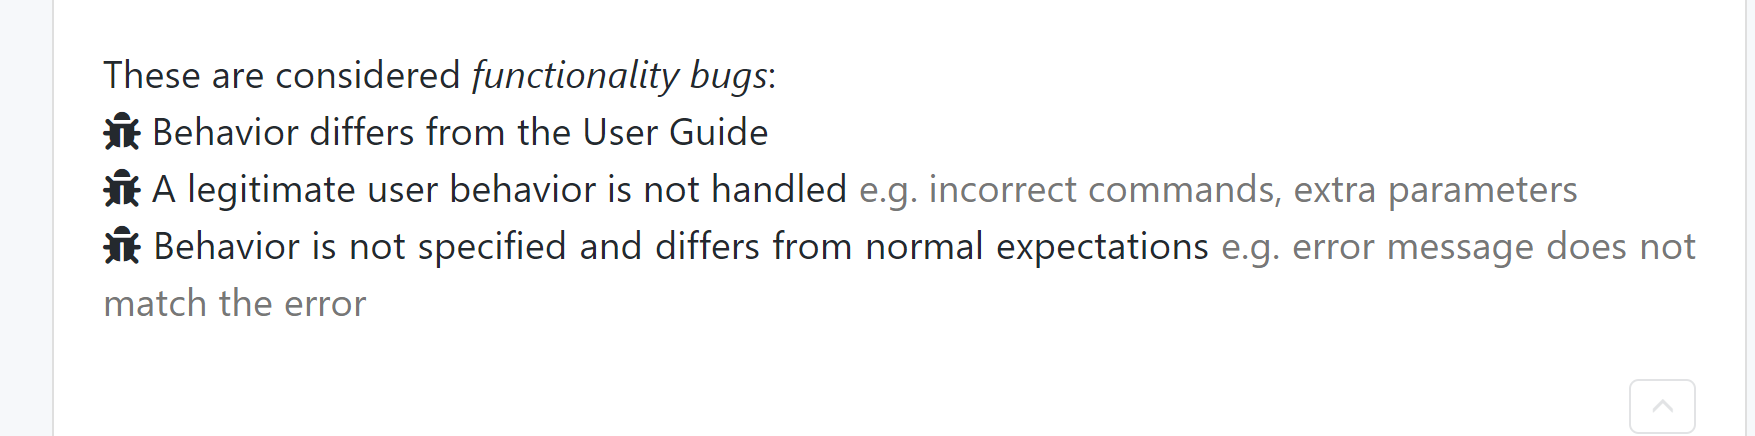 These are considered functionality bugs:
Behavior differs from the User Guide
A legitimate user behavior is not handled e.g. incorrect commands, extra parameters
Behavior is not specified and differs from normal expectations e.g. error message does not
match the error